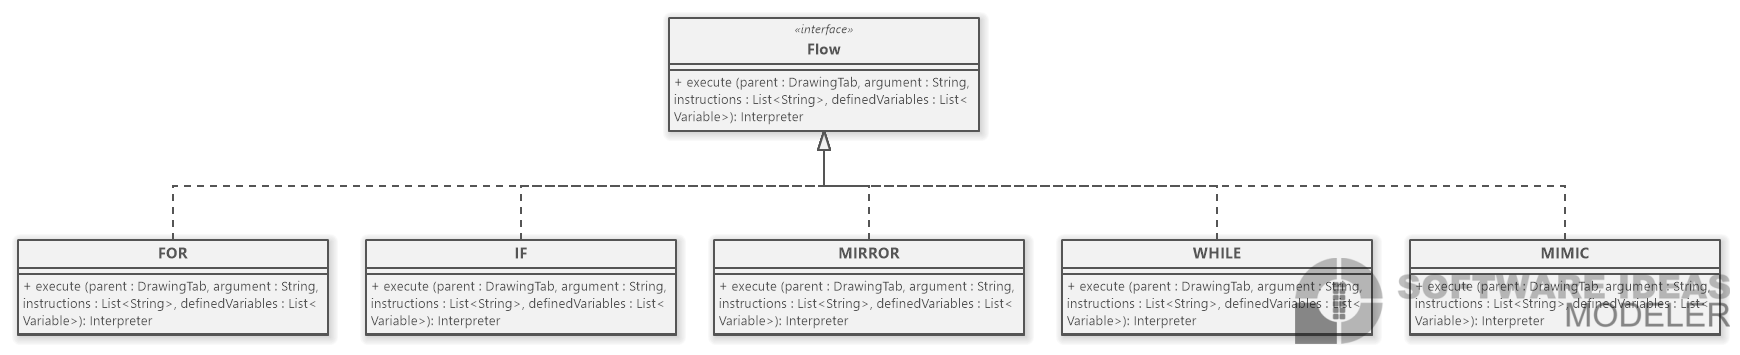 «interface»
Flow
+ execute (parent : DrawingTab, argument : String,
instructions : List<String>, definedVariables : List<
Variable>): Interpreter
FOR
+ execute (parent : DrawingTab, argument : String,
instructions : List<String>, definedVariables : List<
Variable>): Interpreter
IF
+ execute (parent : DrawingTab, argument : String,
instructions : List<String>, definedVariables : List<
Variable>): Interpreter
MIRROR
+ execute (parent : DrawingTab, argument : String,
instructions : List<String>, definedVariables : List<
Variable>): Interpreter
WHILE
+ execute (parent : DrawingTab, argument : String,
instructions : List<String>, definedVariables : List<
Variable>): Interpreter
MIMIC
+ execute (parent : DrawingTab, argument : String,
instructions : List<String>, definedVariables : List<
Variable>): Interpreter
SOFTWARE IDEAS
MODELER